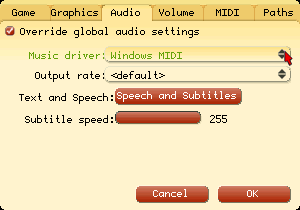 Game Graphics Audio Volume MIDI Paths
Override global audio settings
Music driver: Windows MIDI
Output rate: <default>
Text and Speech: Speech and Subtitles
Subtitle speed: 255
Cancel OK